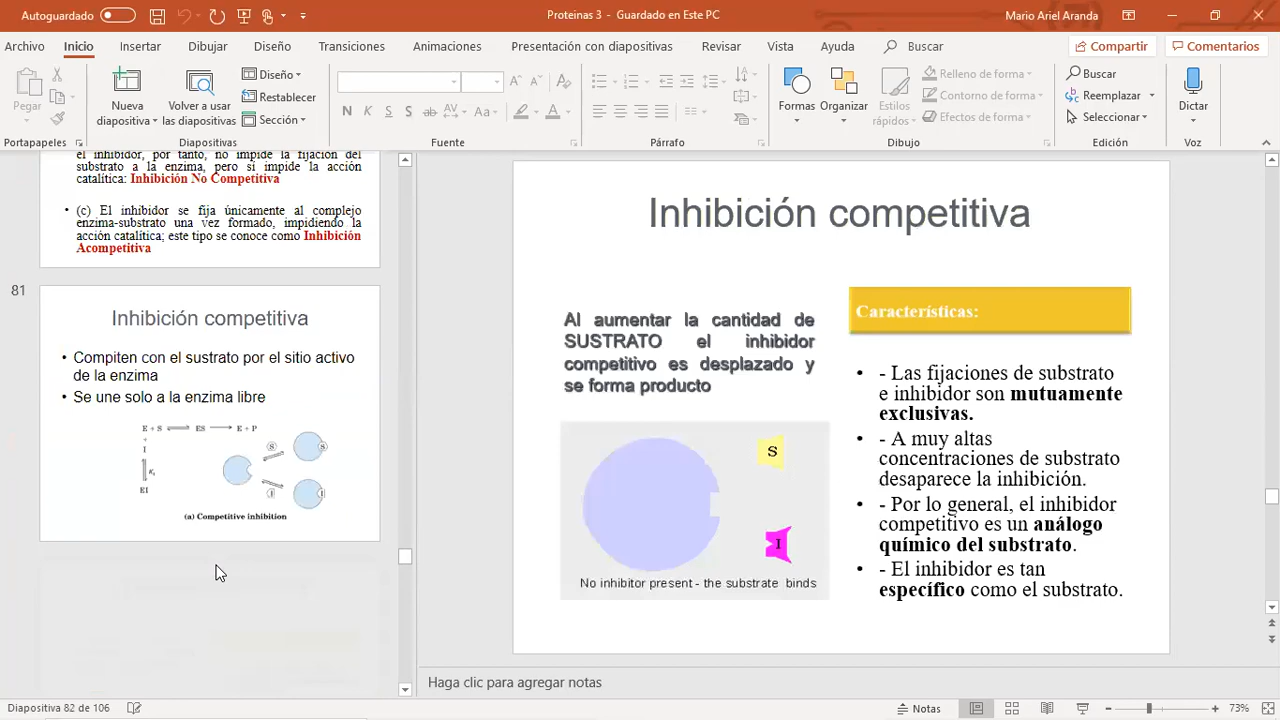 Autoguardado
Proteinas 3 - Guardado en Este PC
Mario Ariel Aranda
Archivo Inicio Insertar Dibujar Diseño Transiciones Animaciones Presentación con diapositivas Revisar Vista Ayuda Buscar Compartir Comentarios
Pegar
Nueva
diapositiva
Volver a usar
las diapositivas
Diseño
Restablecer
Sección
N K S S ab AV Aa A
Formas
Organizar
Estilos
rápidos
Relleno de forma
Contorno de forma
Efectos de forma
Buscar
Reemplazar
Seleccionar
Dictar
Portapapeles Diapositivas Fuente Párrafo Dibujo Edición Voz
el inhibidor, por tanto, no impide la fijación del
substrato a la enzima, pero sí impide la acción
catalítica: Inhibición No Competitiva
• (c) El inhibidor se fija únicamente al complejo
enzima-substrato una vez formado, impidiendo la
acción catalítica; este tipo se conoce como Inhibición
Acompetitiva
81
Inhibición competitiva
• Compiten con el sustrato por el sitio activo
de la enzima
• Se une solo a la enzima libre
E + S ES E + P
+
I
EI
S
S
I
I
(a) Competitive inhibition
Inhibición competitiva
Al aumentar la cantidad de
SUSTRATO el inhibidor
competitivo es desplazado y
se forma producto
S
I
No inhibitor present - the substrate binds
Características:
• - Las fijaciones de substrato
e inhibidor son mutuamente
exclusivas.
• - A muy altas
concentraciones de substrato
desaparece la inhibición.
• - Por lo general, el inhibidor
competitivo es un análogo
químico del substrato.
• - El inhibidor es tan
específico como el substrato.
Haga clic para agregar notas
Diapositiva 82 de 106
Notas
73%